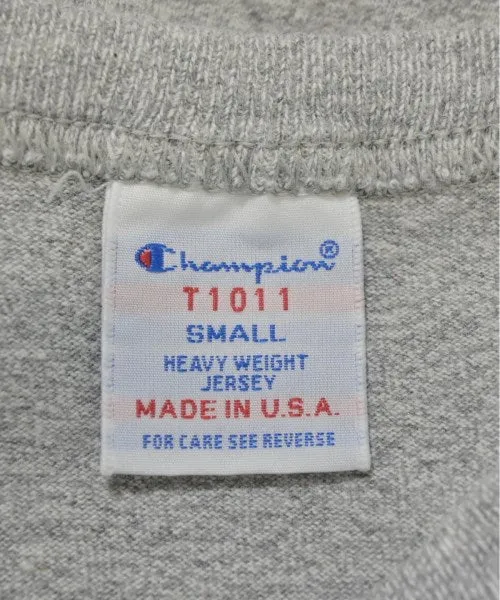 Champion®
T1011
SMALL
HEAVY WEIGHT
JERSEY
MADE IN U.S.A.
FOR CARE SEE REVERSE